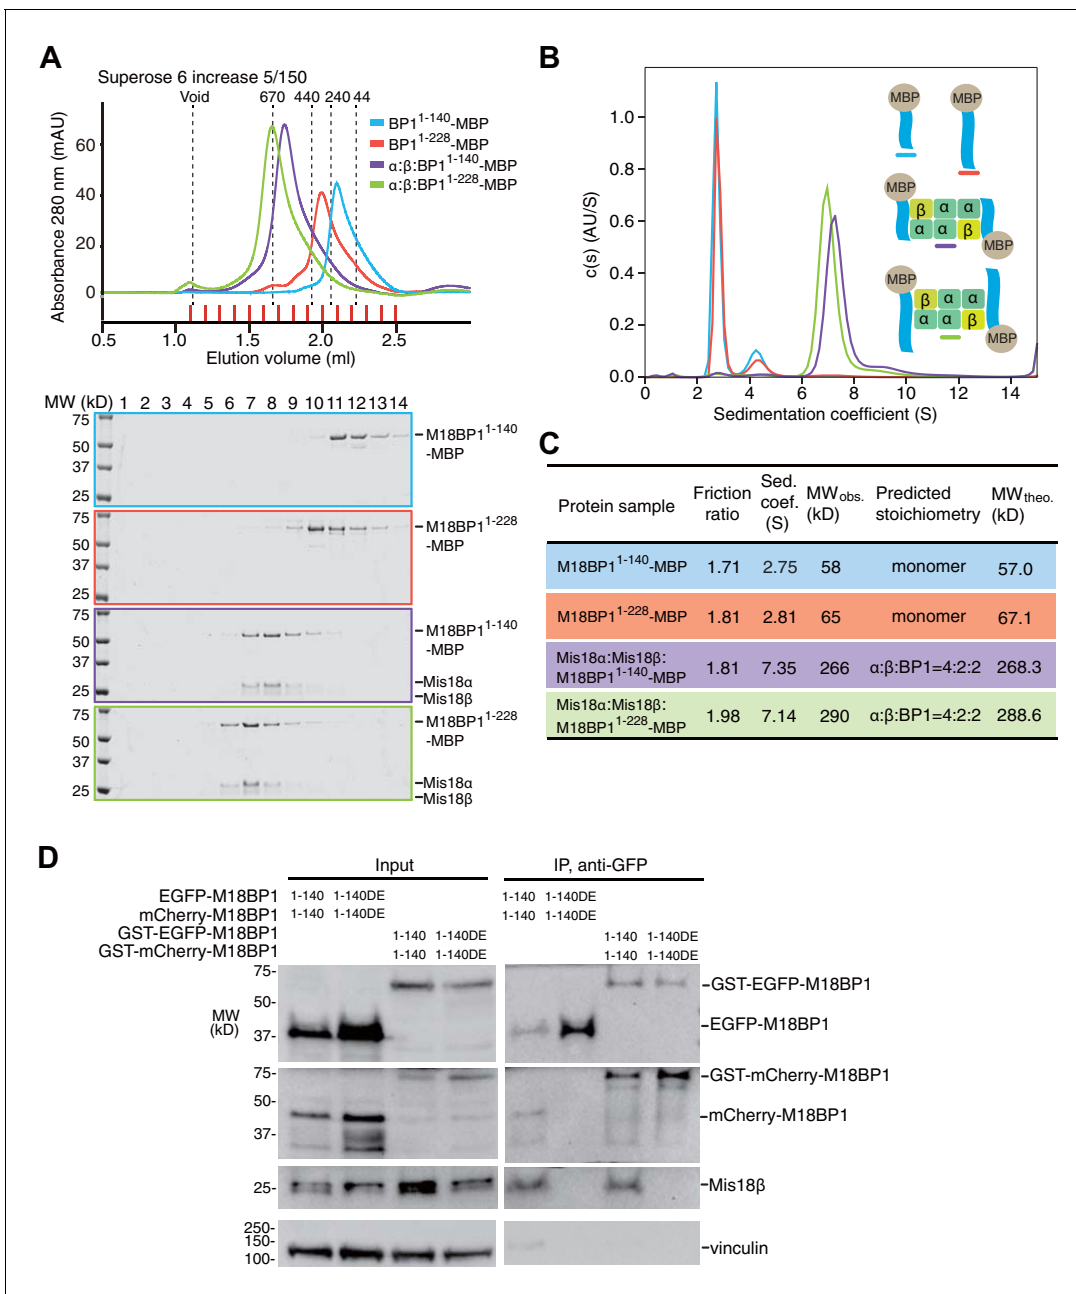 A
Superose 6 increase 5/150
Void 670 440 240 44
BP1 1-140-MBP
BP1 1-228-MBP
α:β:BP1 1-140-MBP
α:β:BP1 1-228-MBP
Absorbance 280 nm (mAU)
60
40
20
0
0.5 1.0 1.5 2.0 2.5
Elution volume (ml)
MW (kD) 1 2 3 4 5 6 7 8 9 10 11 12 13 14
75
50
37
25
M18BP1 1-140
-MBP
75
50
37
25
M18BP1 1-228
-MBP
75
50
37
25
M18BP1 1-140
-MBP
Mis18α
Mis18β
75
50
37
25
M18BP1 1-228
-MBP
Mis18α
Mis18β
B
c(s) (AU/S)
1.0
0.8
0.6
0.4
0.2
0.0
0 2 4 6 8 10 12 14
Sedimentation coefficient (S)
MBP MBP
MBP
β α α
α α β
MBP
MBP
β α α
α α β
MBP
C
Protein sample
Friction ratio
Sed. coef. (S)
MWobs. (kD)
Predicted stoichiometry
MWtheo. (kD)
M18BP1 1-140-MBP 1.71 2.75 58 monomer 57.0
M18BP1 1-228-MBP 1.81 2.81 65 monomer 67.1
Mis18α:Mis18β:
M18BP1 1-140-MBP 1.81 7.35 266 α:β:BP1=4:2:2 268.3
Mis18α:Mis18β:
M18BP1 1-228-MBP 1.98 7.14 290 α:β:BP1=4:2:2 288.6
D
Input
IP, anti-GFP
EGFP-M18BP1 1-140 1-140DE 1-140 1-140DE
mCherry-M18BP1 1-140 1-140DE 1-140 1-140DE
GST-EGFP-M18BP1 1-140 1-140DE 1-140 1-140DE
GST-mCherry-M18BP1 1-140 1-140DE 1-140 1-140DE
MW
(kD)
75-
50-
37-
GST-EGFP-M18BP1
EGFP-M18BP1
75-
50-
37-
GST-mCherry-M18BP1
mCherry-M18BP1
25-
Mis18β
250-
150-
100-
vinculin